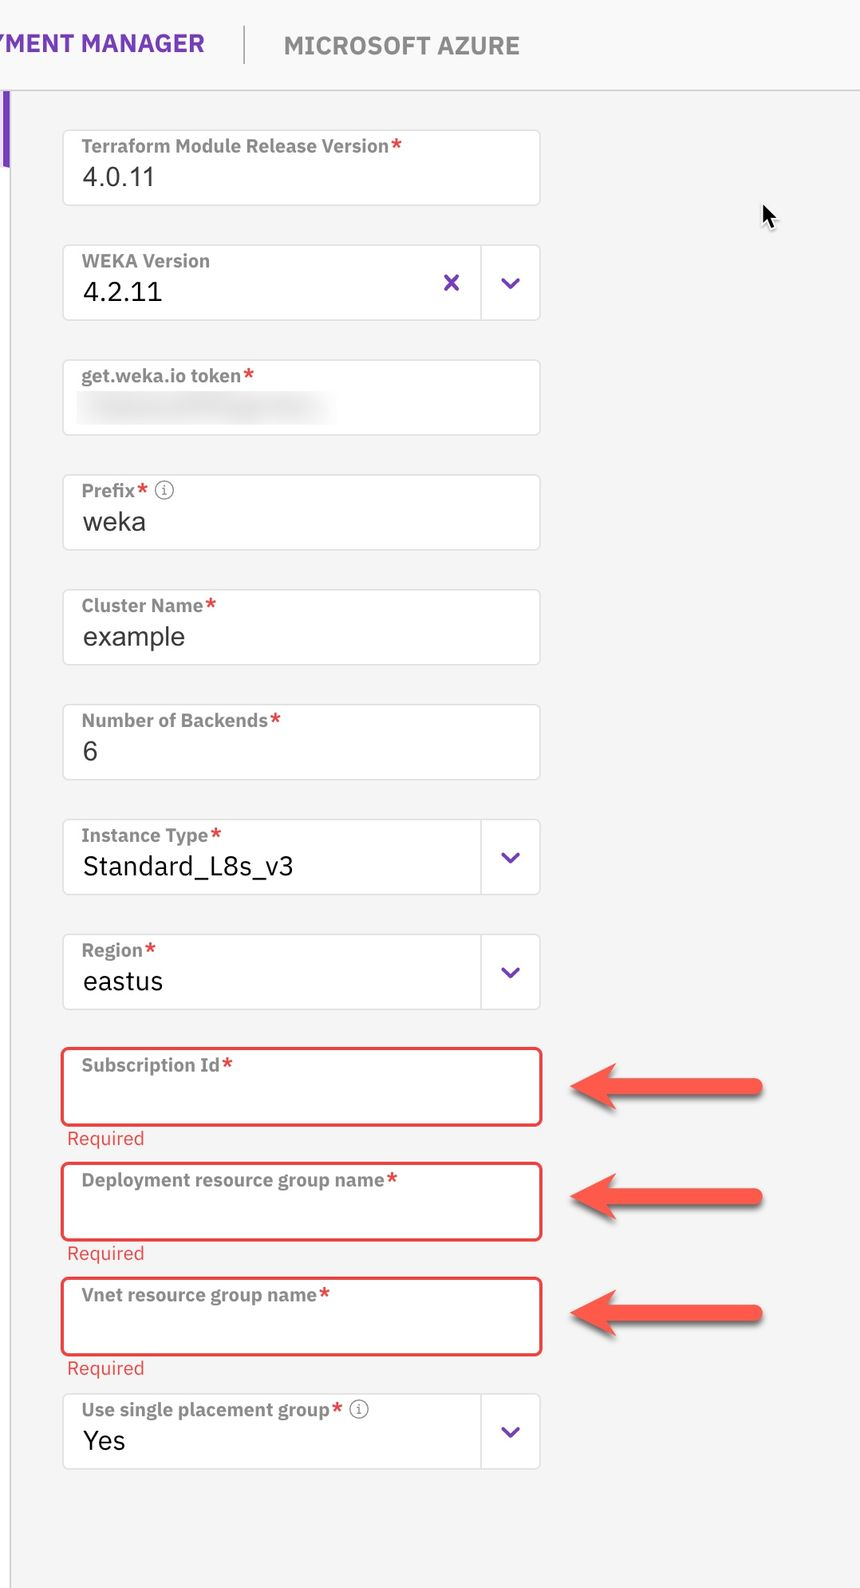 YMENT MANAGER
MICROSOFT AZURE
Terraform Module Release Version*
4.0.11
WEKA Version
4.2.11
get.weka.io token*
Prefix*
weka
Cluster Name*
example
Number of Backends*
6
Instance Type*
Standard_L8s_v3
Region*
eastus
Subscription Id*
Required
Deployment resource group name*
Required
Vnet resource group name*
Required
Use single placement group*
Yes